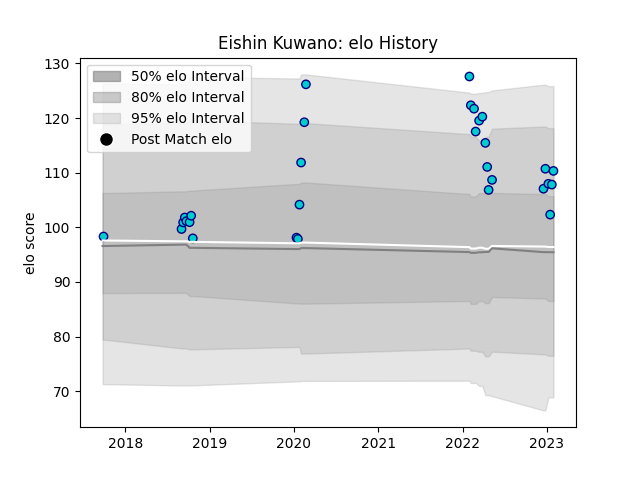 Eishin Kuwano: elo History
130
120
110
100
90
80
70
elo score
50% elo Interval
80% elo Interval
95% elo Interval
Post Match elo
2018 2019 2020 2021 2022 2023